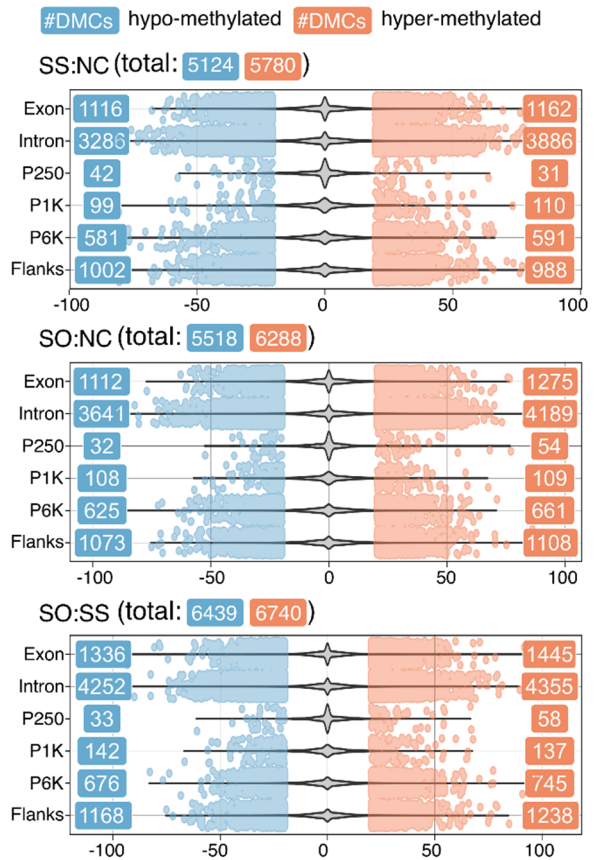 #DMCs hypo-methylated #DMCs hyper-methylated
SS:NC (total: 5124 5780)
Exon 1116 1162
Intron 3286 3886
P250 42 31
P1K 99 110
P6K 581 591
Flanks 1002 988
-100 -50 0 50 100
SO:NC (total: 5518 6288)
Exon 1112 1275
Intron 3641 4189
P250 32 54
P1K 108 109
P6K 625 661
Flanks 1073 1108
-100 -50 0 50 100
SO:SS (total: 6439 6740)
Exon 1336 1445
Intron 4252 4355
P250 33 58
P1K 142 137
P6K 676 745
Flanks 1168 1238
-100 -50 0 50 100